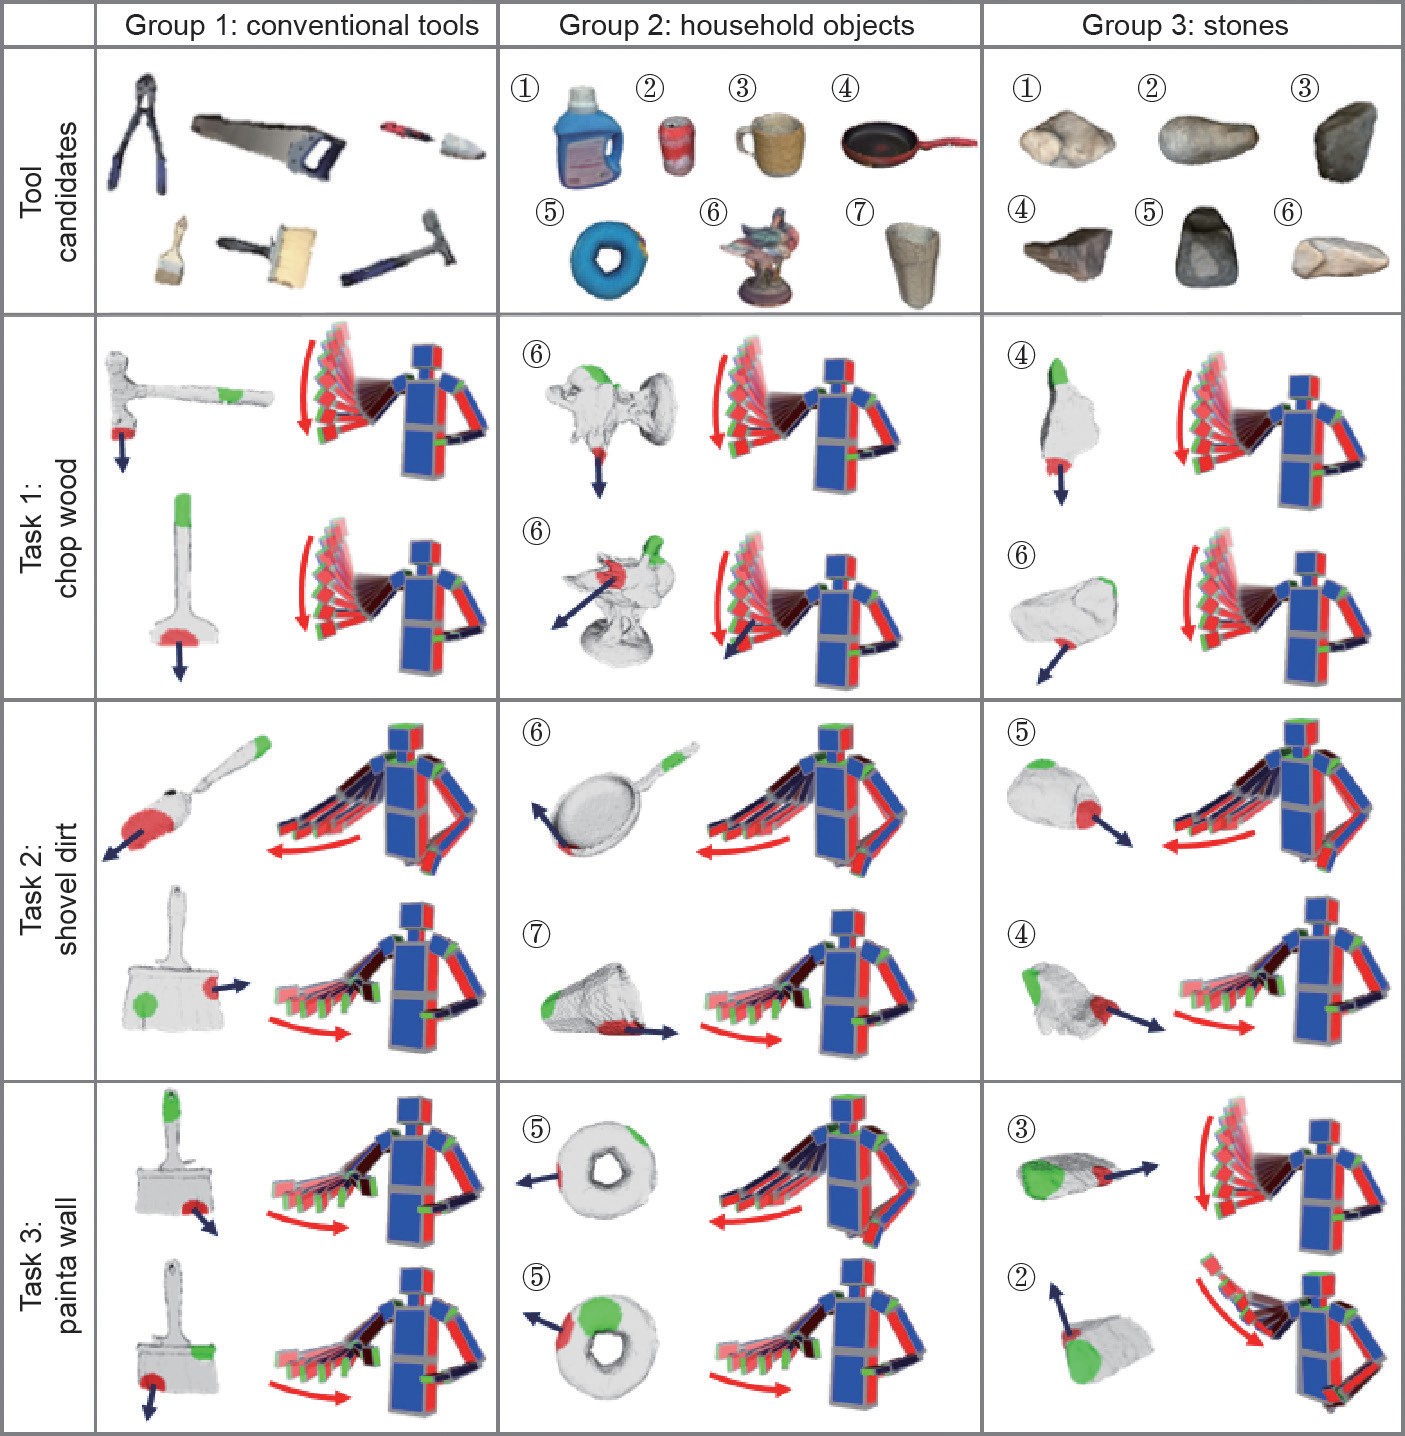 Group 1: conventional tools
Group 2: household objects
Group 3: stones
Tool
candidates
① ② ③ ④
⑤ ⑥ ⑦
① ② ③
④ ⑤ ⑥
Task 1:
chop wood
⑥
④
⑥
⑥
Task 2:
shovel dirt
⑥
⑤
⑦
④
Task 3:
painta wall
⑤
③
⑤
②